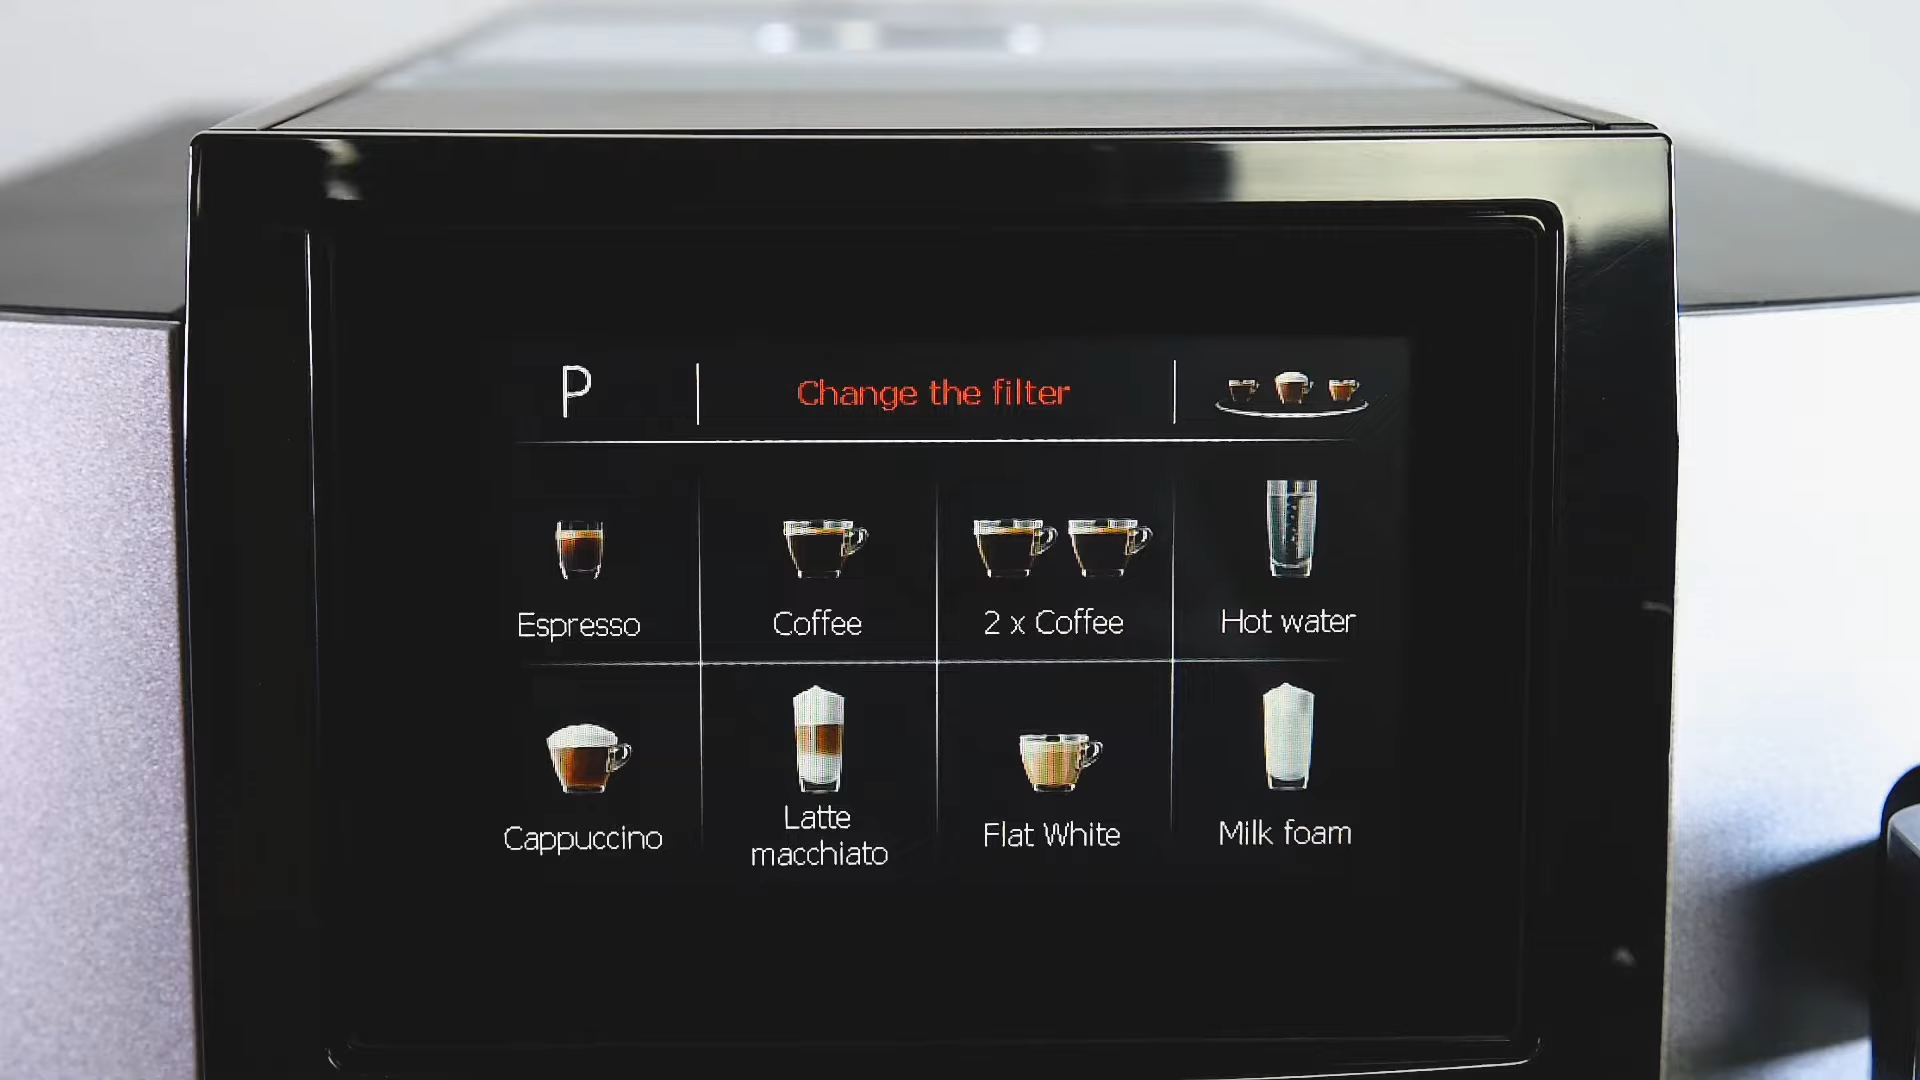 P
Change the filter
Espresso
Coffee
2 x Coffee
Hot water
Cappuccino
Latte
macchiato
Flat White
Milk foam